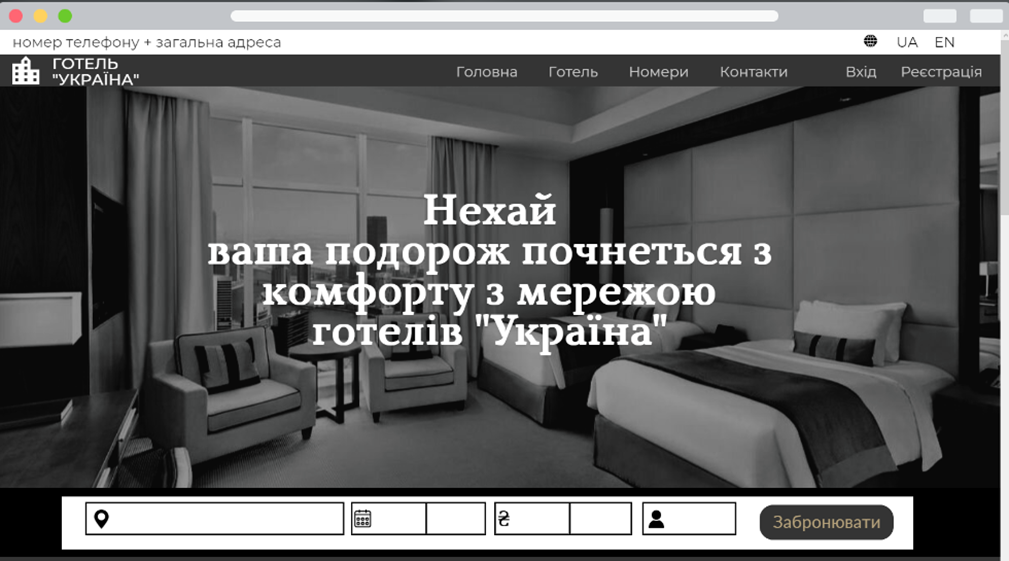 номер телефону + загальна адреса
UA EN
ГОТЕЛЬ
"УКРАЇНА"
Головна Готель Номери Контакти Вхід Реєстрація
Нехай
ваша подорож почнеться з
комфорту з мережою
готелів "Україна"
₴
Забронювати